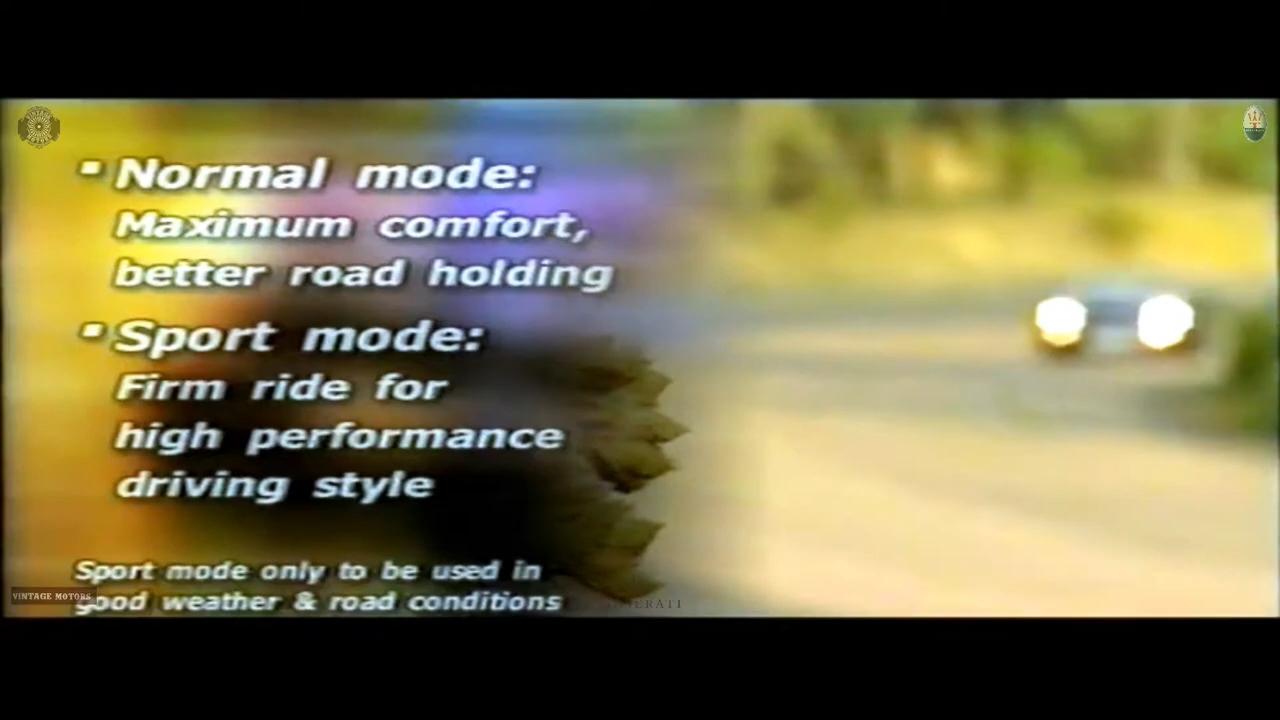 ▪ Normal mode:
Maximum comfort,
better road holding
▪ Sport mode:
Firm ride for
high performance
driving style
Sport mode only to be used in
good weather & road conditions
VINTAGE MOTORS